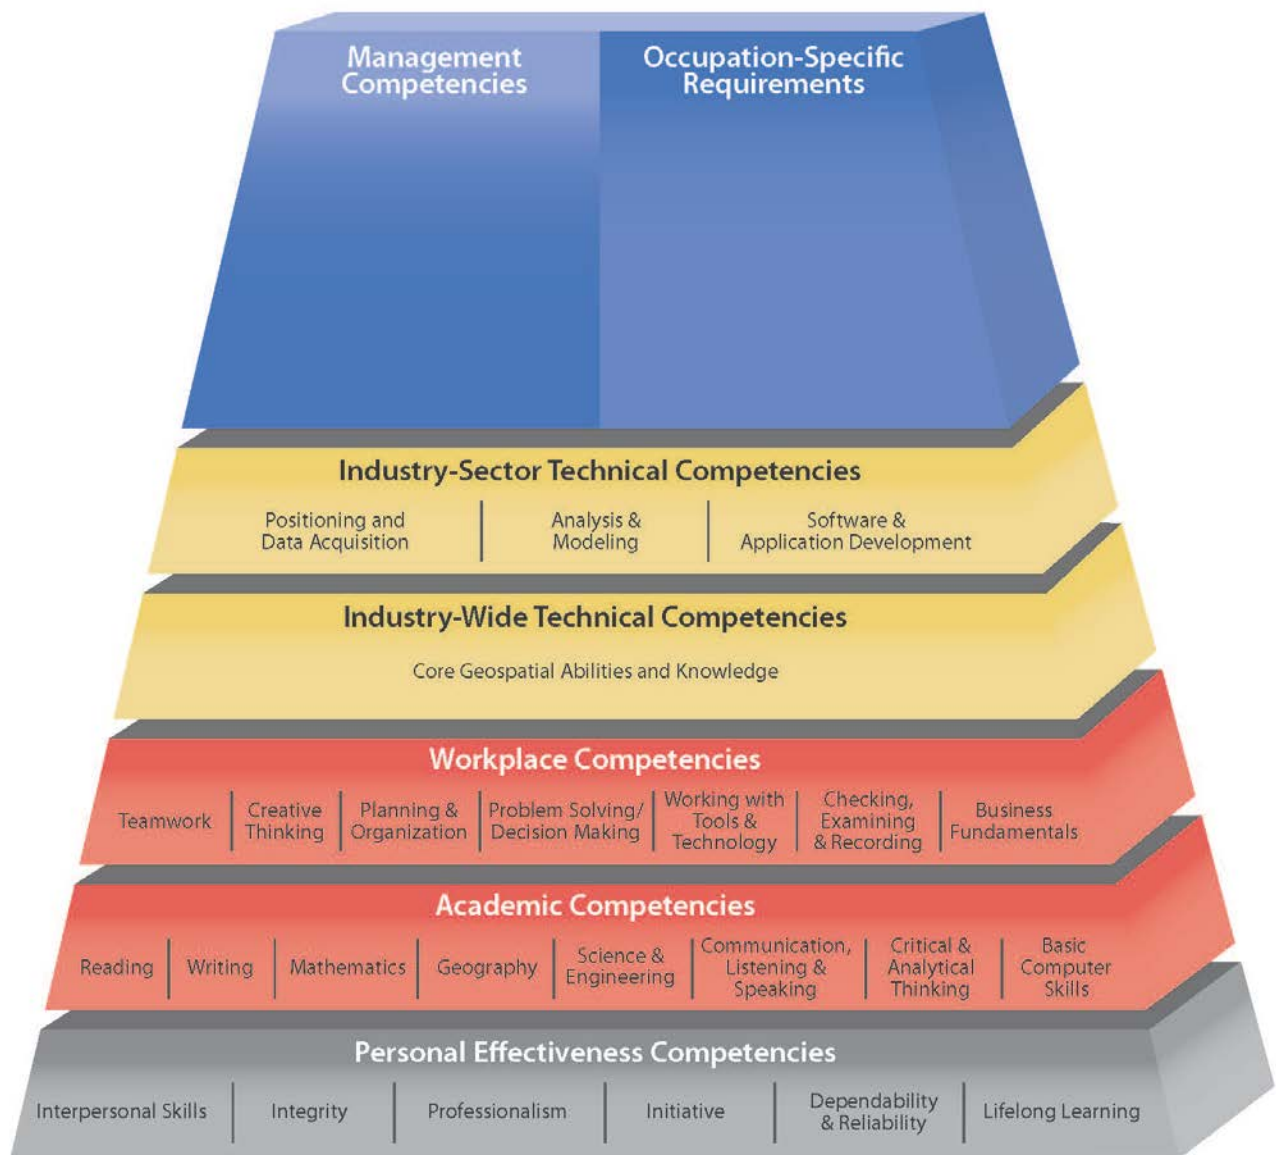 Management
Competencies
Occupation-Specific
Requirements
Industry-Sector Technical Competencies
Positioning and
Data Acquisition
Analysis &
Modeling
Software &
Application Development
Industry-Wide Technical Competencies
Core Geospatial Abilities and Knowledge
Workplace Competencies
Teamwork
Creative
Thinking
Planning &
Organization
Problem Solving/
Decision Making
Working with
Tools &
Technology
Checking,
Examining
& Recording
Business
Fundamentals
Academic Competencies
Reading
Writing
Mathematics
Geography
Science &
Engineering
Communication,
Listening &
Speaking
Critical &
Analytical
Thinking
Basic
Computer
Skills
Personal Effectiveness Competencies
Interpersonal Skills
Integrity
Professionalism
Initiative
Dependability
& Reliability
Lifelong Learning